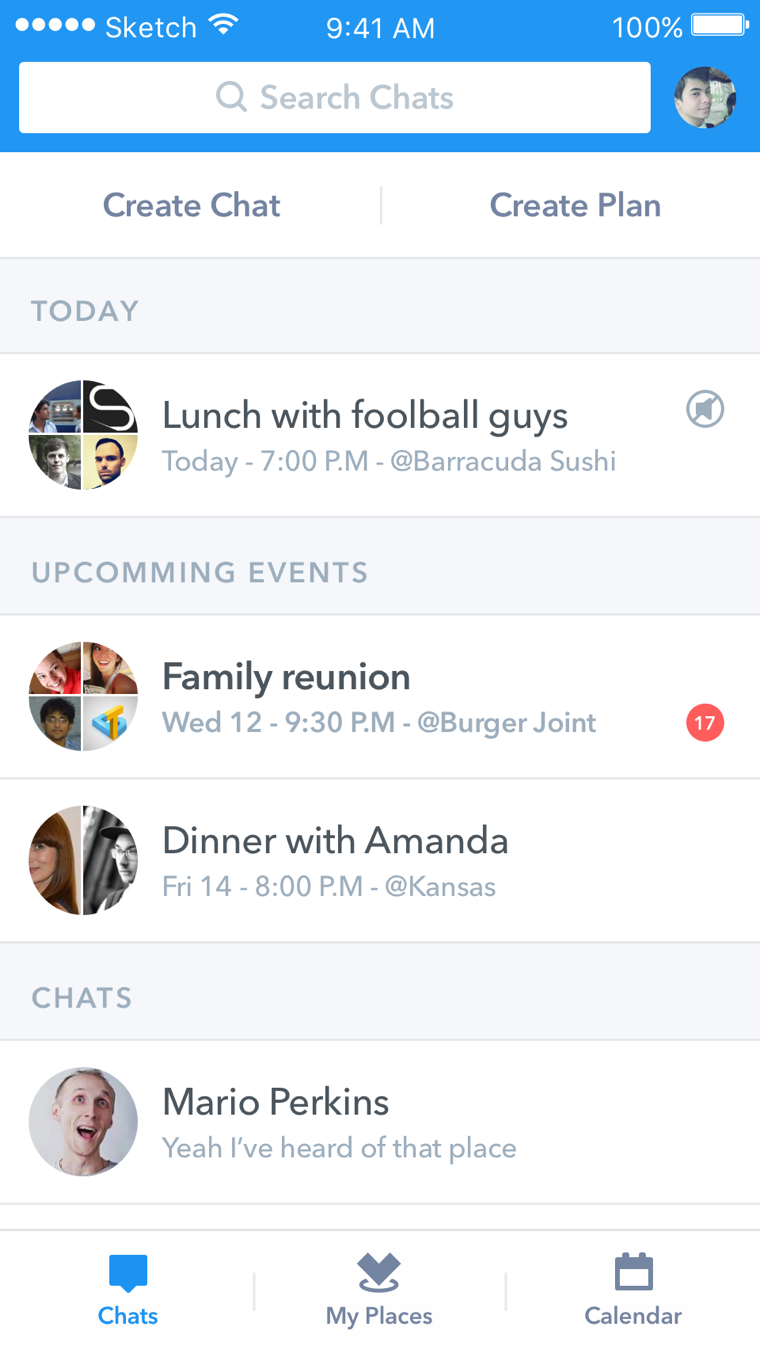 Sketch 9:41 AM 100%
Search Chats
Create Chat Create Plan
TODAY
Lunch with foolball guys
Today - 7:00 P.M - @Barracuda Sushi
UPCOMMING EVENTS
Family reunion
Wed 12 - 9:30 P.M - @Burger Joint 17
Dinner with Amanda
Fri 14 - 8:00 P.M - @Kansas
CHATS
Mario Perkins
Yeah I’ve heard of that place
Chats My Places Calendar